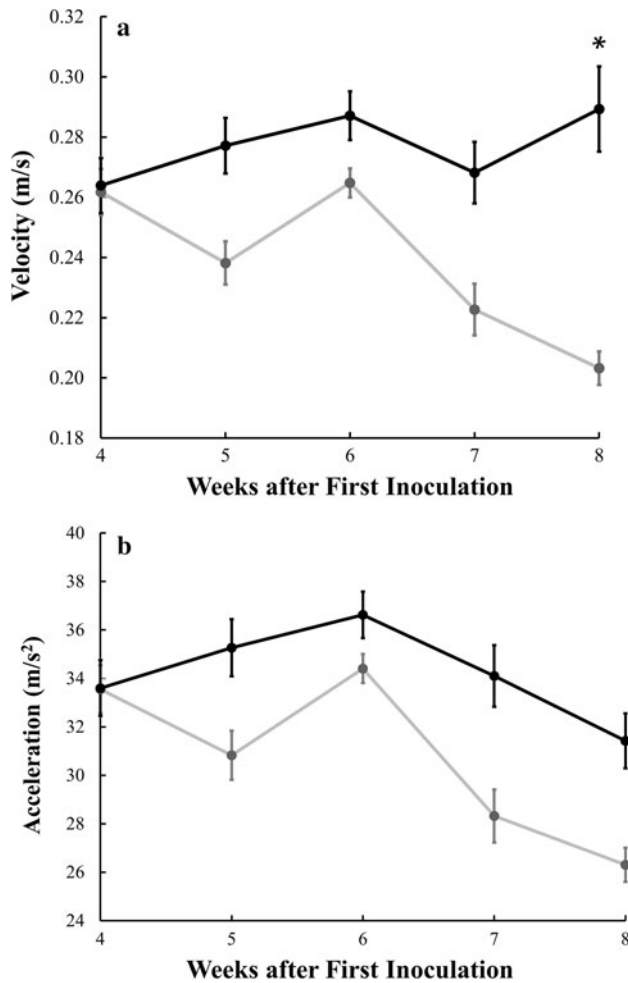 a
*
Velocity (m/s)
0.32
0.30
0.28
0.26
0.24
0.22
0.20
0.18
4 5 6 7 8
Weeks after First Inoculation
b
Acceleration (m/s²)
40
38
36
34
32
30
28
26
24
4 5 6 7 8
Weeks after First Inoculation